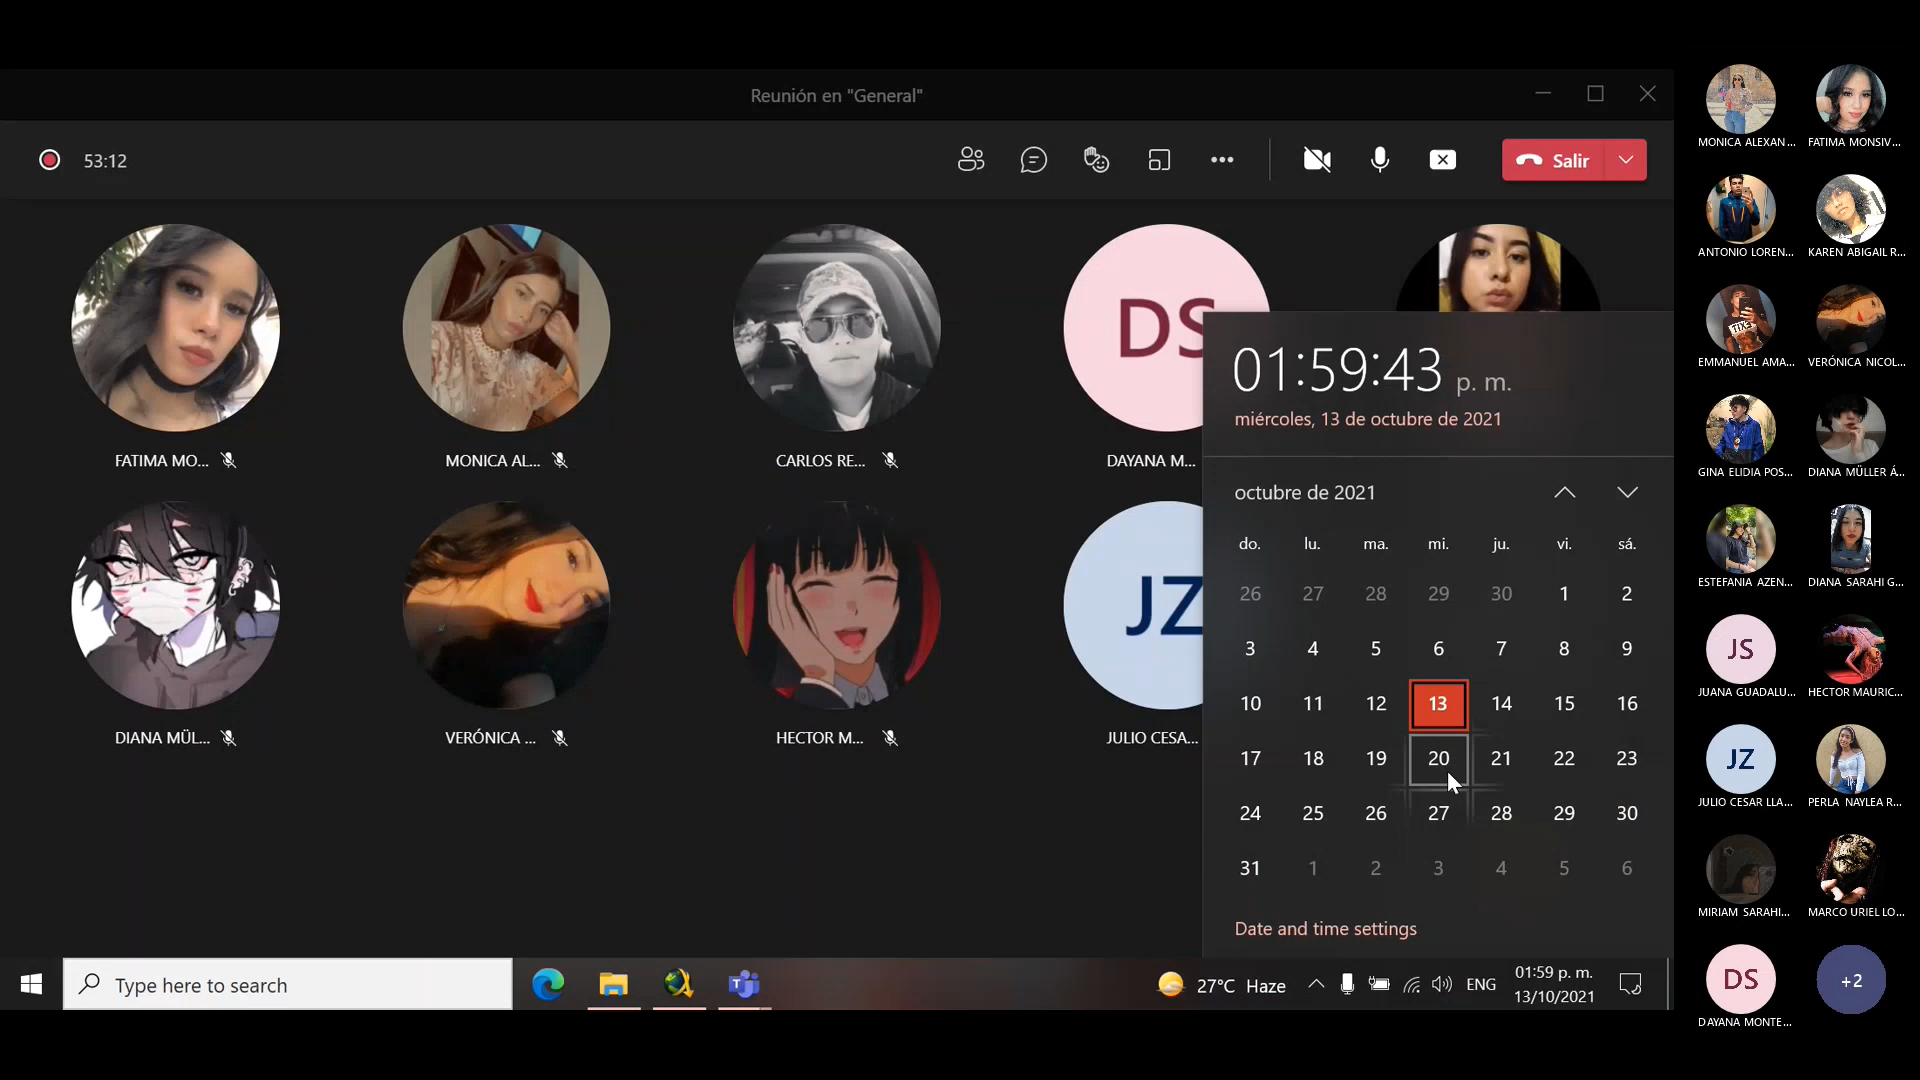 Reunión en "General"
53:12
Salir
FATIMA MO...
MONICA AL...
CARLOS RE...
DS
DAYANA M...
DIANA MÜL...
VERÓNICA ...
HECTOR M...
JZ
JULIO CESA...
01:59:43 p. m.
miércoles, 13 de octubre de 2021
octubre de 2021
do. lu. ma. mi. ju. vi. sá.
26 27 28 29 30 1 2
3 4 5 6 7 8 9
10 11 12 13 14 15 16
17 18 19 20 21 22 23
24 25 26 27 28 29 30
31 1 2 3 4 5 6
Date and time settings
Type here to search
27°C Haze
ENG
01:59 p. m.
13/10/2021
MONICA ALEXAN...
FATIMA MONSIV...
ANTONIO LOREN...
KAREN ABIGAIL R...
EMMANUEL AMA...
VERÓNICA NICOL...
GINA ELIDIA POS...
DIANA MÜLLER Á...
ESTEFANIA AZEN...
DIANA SARAHI G...
JS
JUANA GUADALU...
HECTOR MAURIC...
JZ
JULIO CESAR LLA...
PERLA NAYLEA R...
MIRIAM SARAHI...
MARCO URIEL LO...
DS
DAYANA MONTE...
+2